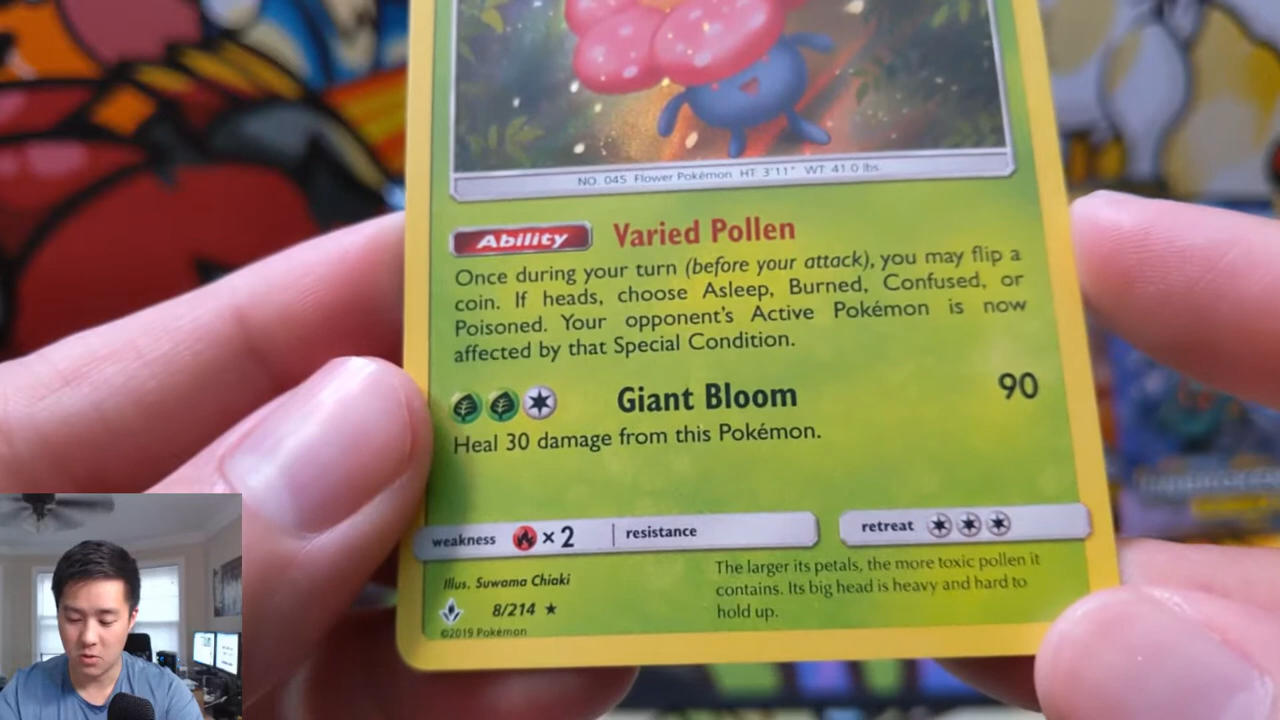 NO. 045 Flower Pokémon HT: 3'11" WT: 41.0 lbs.
Ability Varied Pollen
Once during your turn (before your attack), you may flip a
coin. If heads, choose Asleep, Burned, Confused, or
Poisoned. Your opponent's Active Pokémon is now
affected by that Special Condition.
Giant Bloom 90
Heal 30 damage from this Pokémon.
weakness ×2 resistance retreat
Illus. Suwama Chiaki
8/214 ★
©2019 Pokémon
The larger its petals, the more toxic pollen it
contains. Its big head is heavy and hard to
hold up.